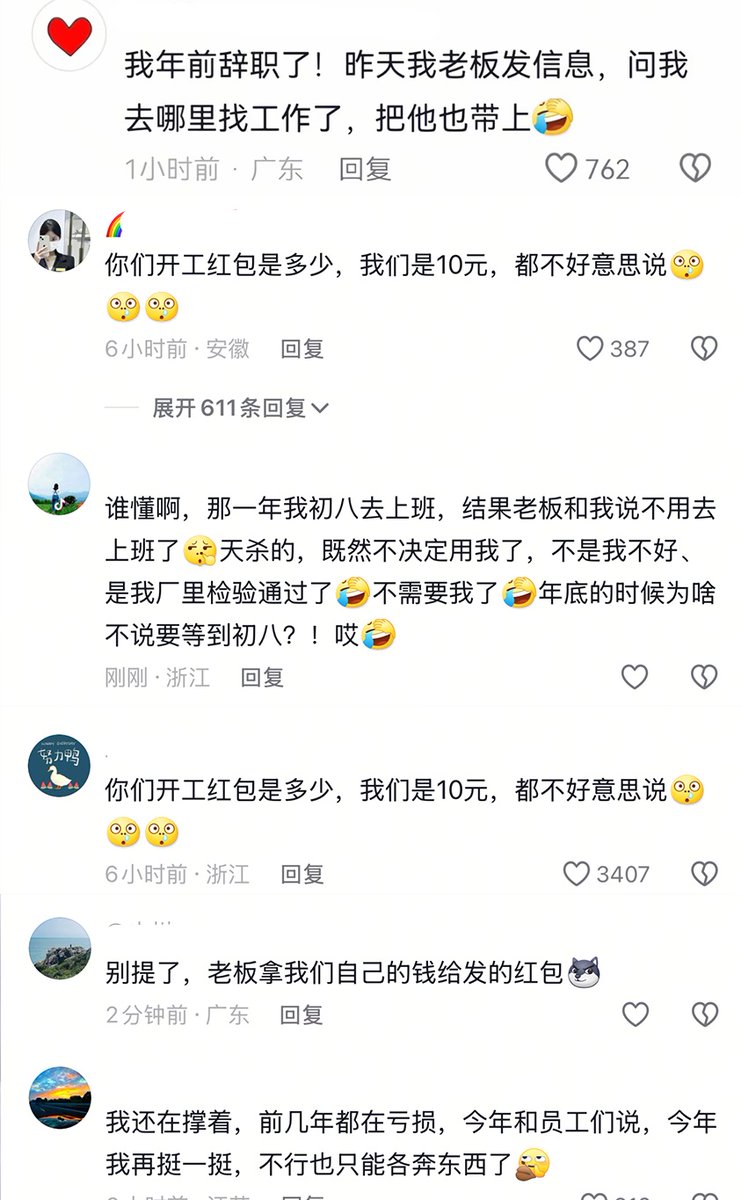 我年前辞职了！昨天我老板发信息，问我
去哪里找工作了，把他也带上🤣
1小时前 · 广东 回复 762
你们开工红包是多少，我们是10元，都不好意思说
6小时前 · 安徽 回复 387
展开611条回复
谁懂啊，那一年我初八去上班，结果老板和我说不用去
上班了天杀的，既然不决定用我了，不是我不好、
是我厂里检验通过了不需要我了年底的时候为啥
不说要等到初八？！哎
刚刚 · 浙江 回复
努力鸭
你们开工红包是多少，我们是10元，都不好意思说
6小时前 · 浙江 回复 3407
别提了，老板拿我们自己的钱给发的红包
2分钟前 · 广东 回复
我还在撑着，前几年都在亏损，今年和员工们说，今年
我再挺一挺，不行也只能各奔东西了